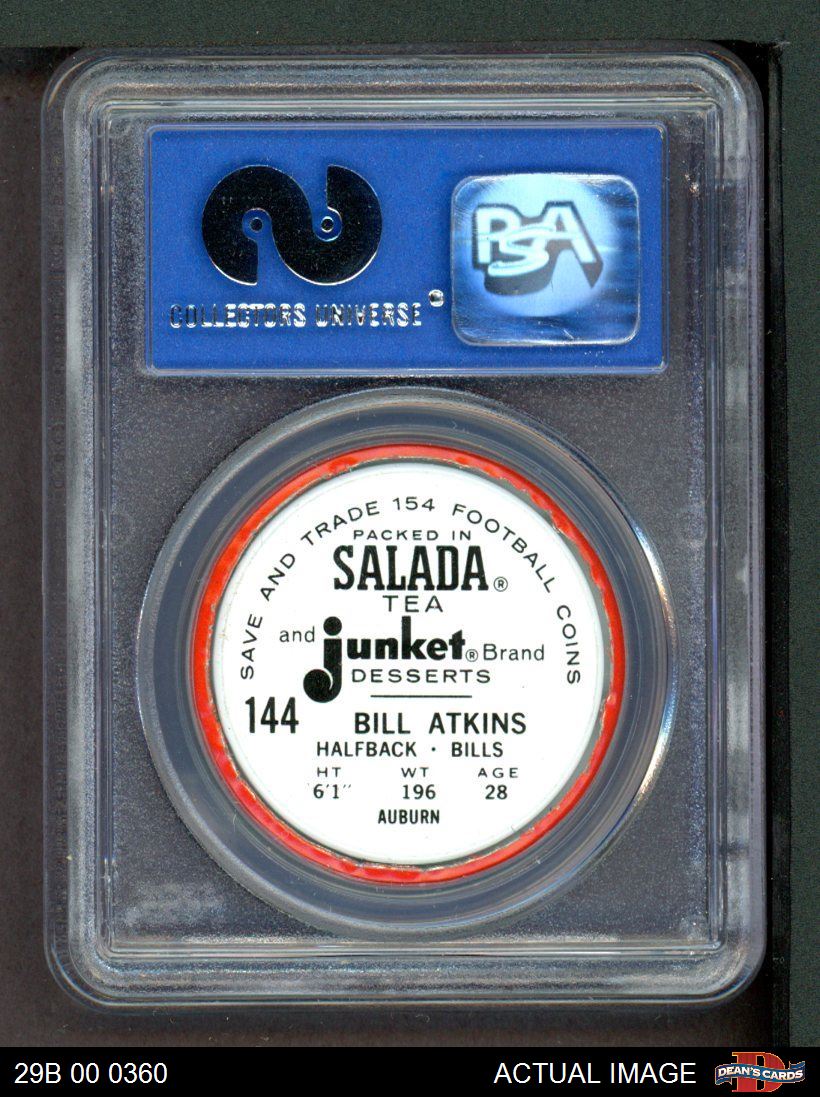 COLLECTORS UNIVERSE
PSA
SAVE AND TRADE 154 FOOTBALL COINS
PACKED IN
SALADA®
TEA
and junket® Brand
DESSERTS
144 BILL ATKINS
HALFBACK · BILLS
HT WT AGE
6'1" 196 28
AUBURN
29B 00 0360 ACTUAL IMAGE DEAN'S CARDS